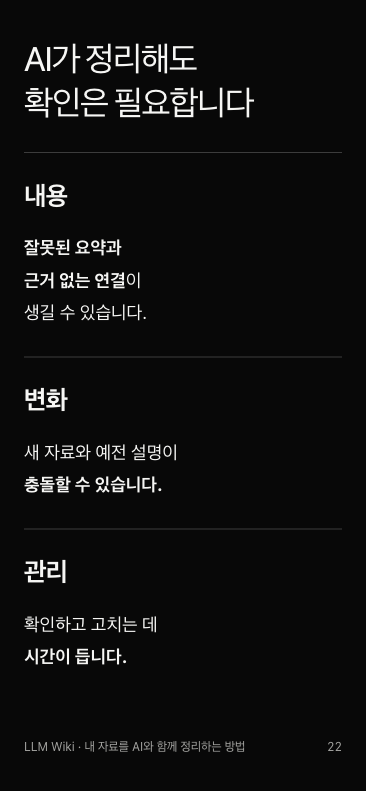 AI가 정리해도
확인은 필요합니다
내용
잘못된 요약과
근거 없는 연결이
생길 수 있습니다.
변화
새 자료와 예전 설명이
충돌할 수 있습니다.
관리
확인하고 고치는 데
시간이 듭니다.
LLM Wiki · 내 자료를 AI와 함께 정리하는 방법 22